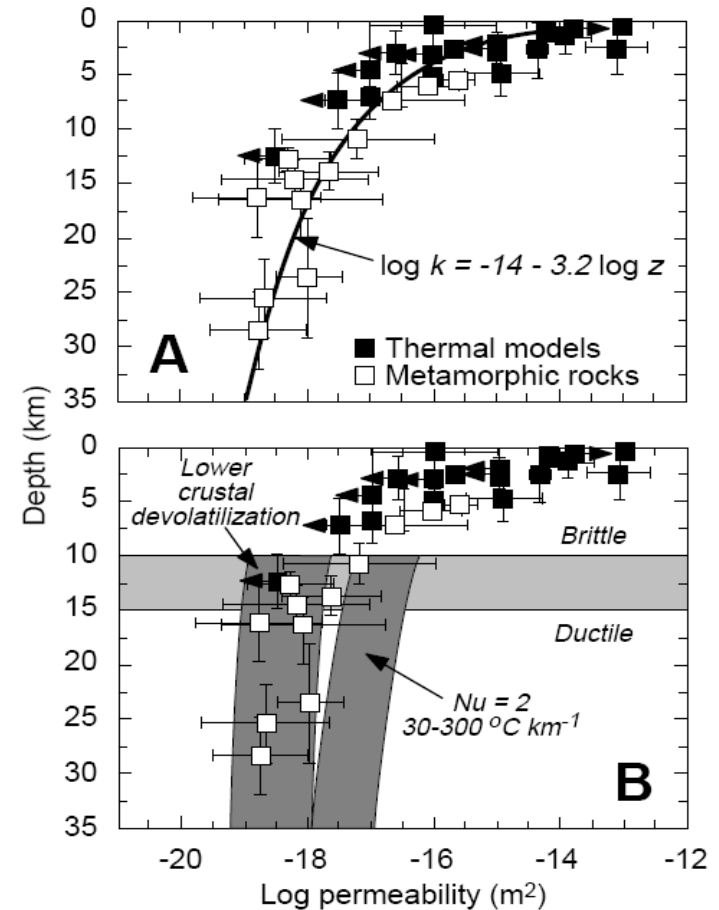 0
5
10
15
20
25
30
35
log k = -14 - 3.2 log z
A
Thermal models
Metamorphic rocks
Depth (km)
0
5
10
15
20
25
30
35
Lower
crustal
devolatilization
Brittle
Ductile
Nu = 2
30-300 ºC km-1
B
-20
-18
-16
-14
-12
Log permeability (m2)